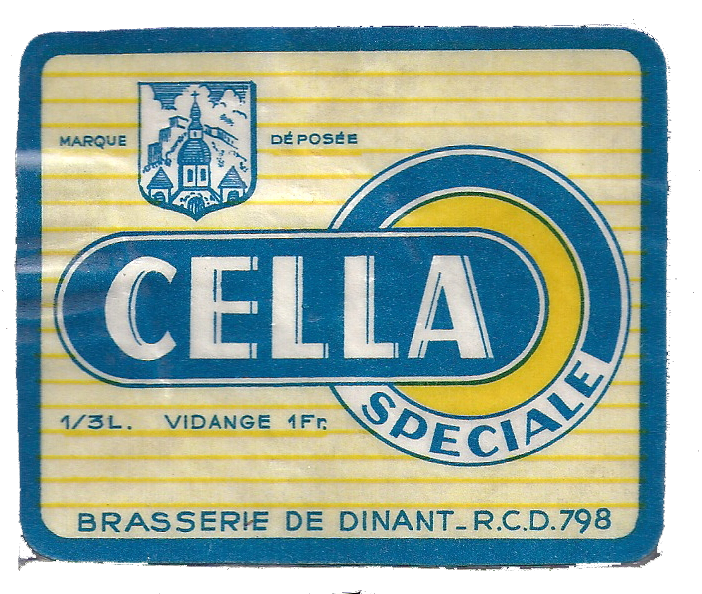 MARQUE DÉPOSÉE
CELLA
SPECIALE
1/3L. VIDANGE 1Fr.
BRASSERIE DE DINANT_R.C.D.798